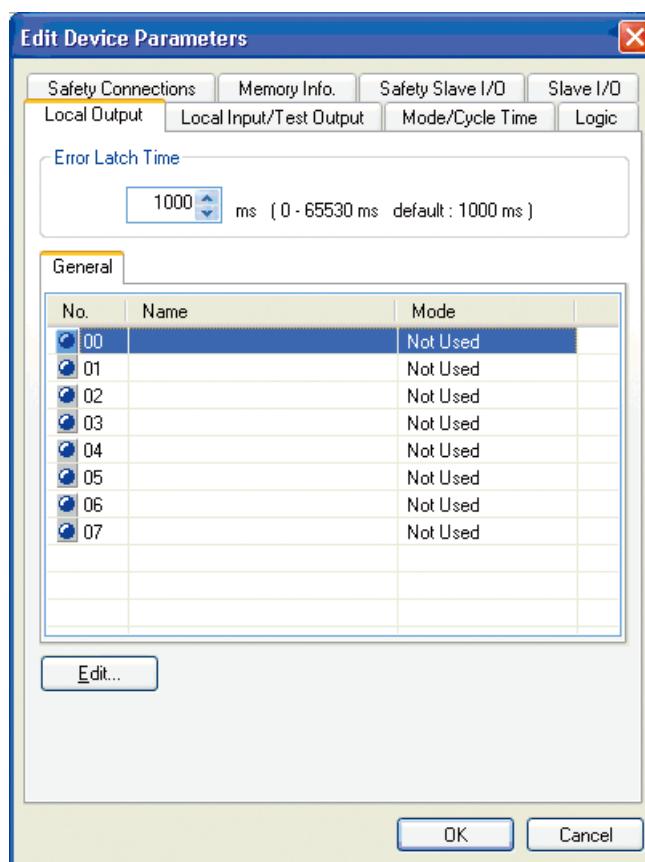 Edit Device Parameters
Safety Connections Memory Info. Safety Slave I/O Slave I/O
Local Output Local Input/Test Output Mode/Cycle Time Logic
Error Latch Time
1000 ms ( 0 - 65530 ms default : 1000 ms )
General
No. Name Mode
00 Not Used
01 Not Used
02 Not Used
03 Not Used
04 Not Used
05 Not Used
06 Not Used
07 Not Used
Edit...
OK Cancel